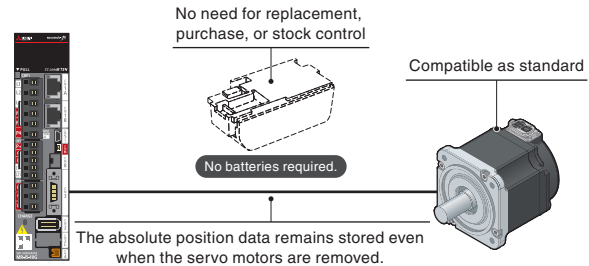 No need for replacement,
purchase, or stock control
Compatible as standard
No batteries required.
The absolute position data remains stored even
when the servo motors are removed.
CHARGE